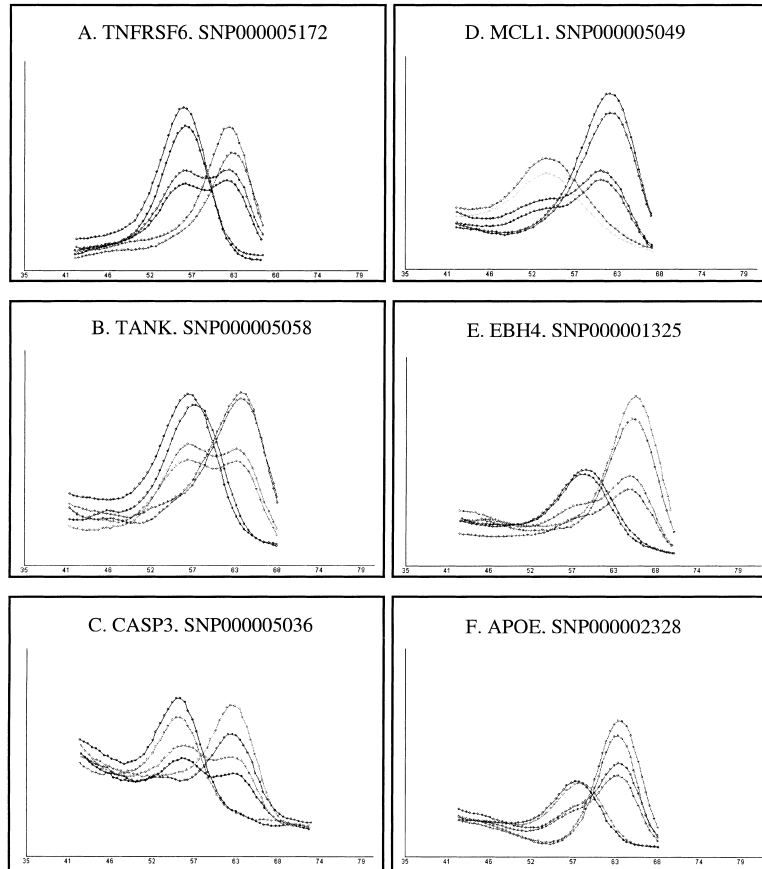 A. TNFRSF6. SNP000005172
35 41 46 52 57 63 68 74 79
D. MCL1. SNP000005049
35 41 46 52 57 63 68 74 79
B. TANK. SNP000005058
35 41 46 52 57 63 68 74 79
E. EBH4. SNP000001325
35 41 46 52 57 63 68 74 79
C. CASP3. SNP000005036
35 41 46 52 57 63 68 74 79
F. APOE. SNP000002328
35 41 46 52 57 63 68 74 79